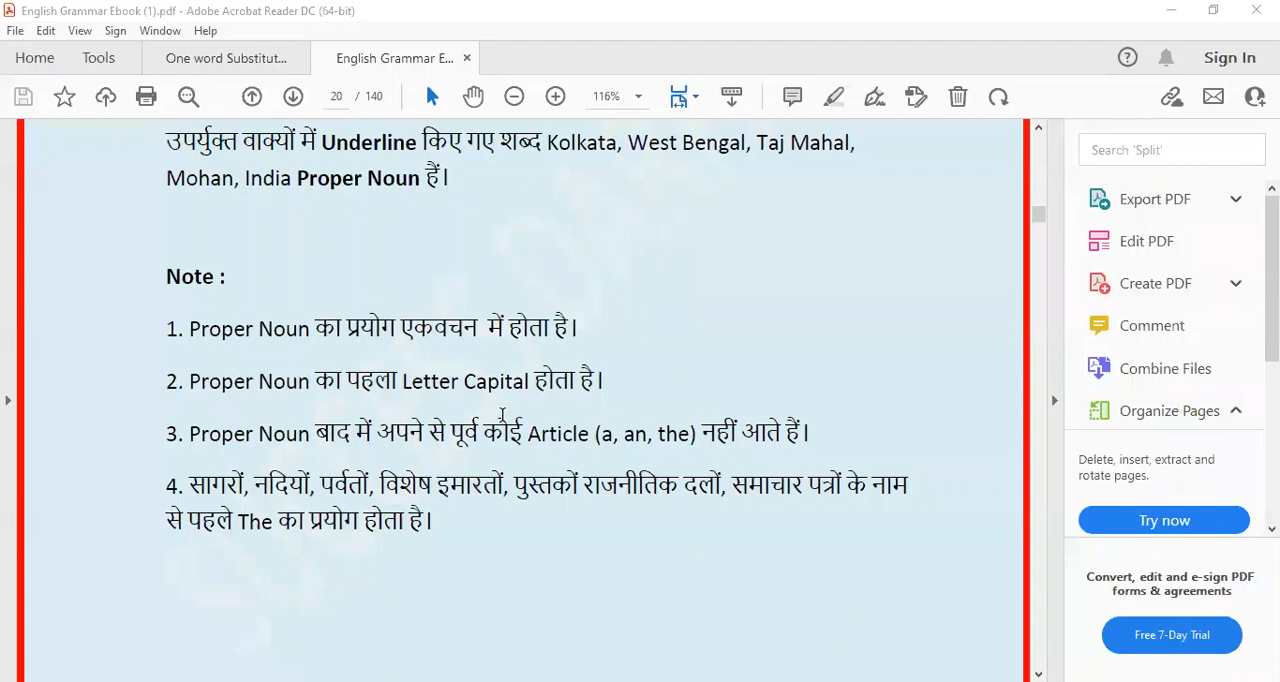 English Grammar Ebook (1).pdf - Adobe Acrobat Reader DC (64-bit)
File Edit View Sign Window Help
Home Tools One word Substitut... English Grammar E... × Sign In
20 / 140 116%
उपर्युक्त वाक्यों में Underline किए गए शब्द Kolkata, West Bengal, Taj Mahal,
Mohan, India Proper Noun हैं।
Note :
1. Proper Noun का प्रयोग एकवचन में होता है।
2. Proper Noun का पहला Letter Capital होता है।
3. Proper Noun बाद में अपने से पूर्व कोई Article (a, an, the) नहीं आते हैं।
4. सागरों, नदियों, पर्वतों, विशेष इमारतों, पुस्तकों राजनीतिक दलों, समाचार पत्रों के नाम
से पहले The का प्रयोग होता है।
Search 'Split'
Export PDF
Edit PDF
Create PDF
Comment
Combine Files
Organize Pages
Delete, insert, extract and
rotate pages.
Try now
Convert, edit and e-sign PDF
forms & agreements
Free 7-Day Trial